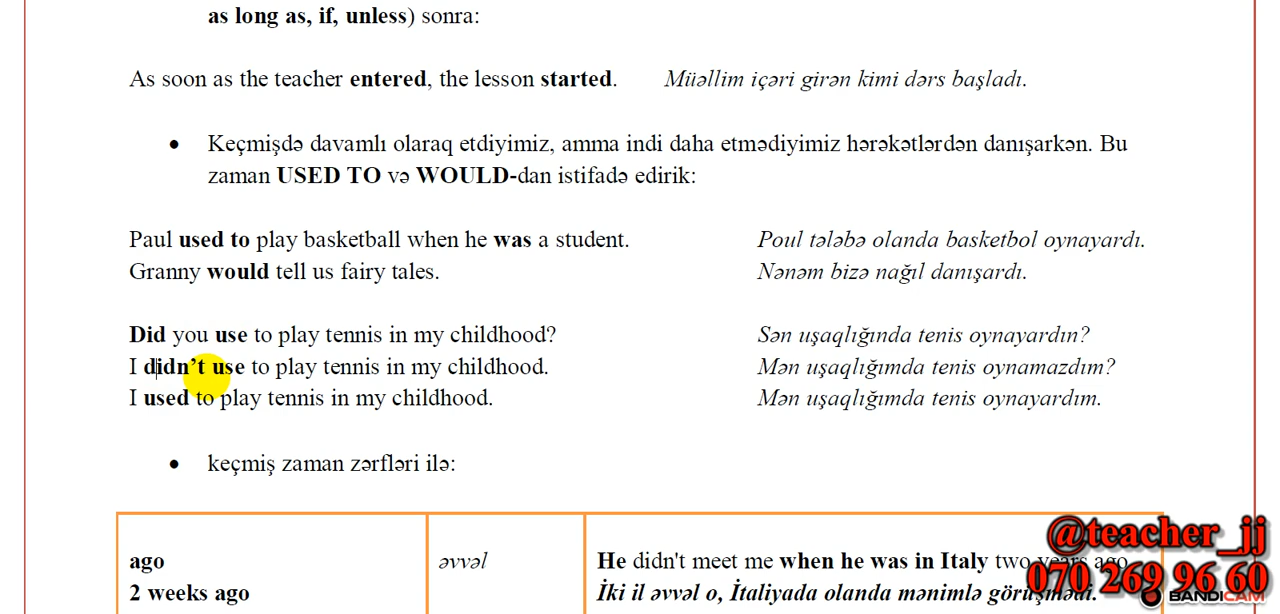 as long as, if, unless) sonra:
As soon as the teacher entered, the lesson started. Müəllim içəri girən kimi dərs başladı.
• Keçmişdə davamlı olaraq etdiyimiz, amma indi daha etmədiyimiz hərəkətlərdən danışarkən. Bu
zaman USED TO və WOULD-dan istifadə edirik:
Paul used to play basketball when he was a student. Poul tələbə olanda basketbol oynayardı.
Granny would tell us fairy tales. Nənəm bizə nağıl danışardı.
Did you use to play tennis in my childhood? Sən uşaqlığında tenis oynayardın?
I didn't use to play tennis in my childhood. Mən uşaqlığımda tenis oynamazdım?
I used to play tennis in my childhood. Mən uşaqlığımda tenis oynayardım.
• keçmiş zaman zərfləri ilə:
ago əvvəl He didn't meet me when he was in Italy two years ago
2 weeks ago İki il əvvəl o, İtaliyada olanda mənimlə görüşmədi.
@teacher_jj
070 269 96 60
BANDICAM